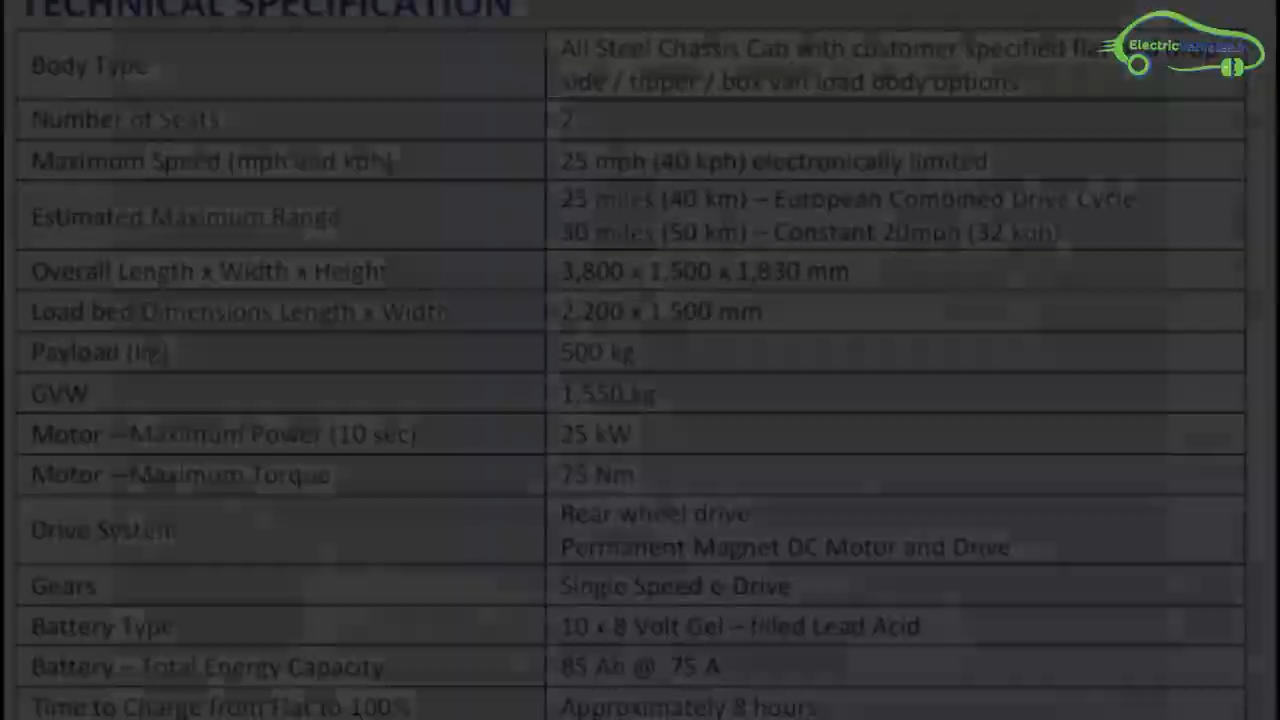 TECHNICAL SPECIFICATION
Body Type
All Steel Chassis Cab with customer specified
side / tipper / box van load body options
Number of Seats
2
Maximum Speed (mph and kph)
25 mph (40 kph) electronically limited
Estimated Maximum Range
25 miles (40 km) – European Combined Drive Cycle
30 miles (50 km) – Constant 20mph (32 kph)
Overall Length x Width x Height
3,800 x 1,500 x 1,830 mm
Load bed Dimensions Length x Width
2,200 x 1,500 mm
Payload (kg)
500 kg
GVW
1,550 kg
Motor – Maximum Power (10 sec)
25 kW
Motor – Maximum Torque
75 Nm
Drive System
Rear wheel drive
Permanent Magnet DC Motor and Drive
Gears
Single Speed e-Drive
Battery Type
10 x 8 Volt Gel – filled Lead Acid
Battery – Total Energy Capacity
85 Ah @ 75 A
Time to Charge from Flat to 100%
Approximately 8 hours
Electric